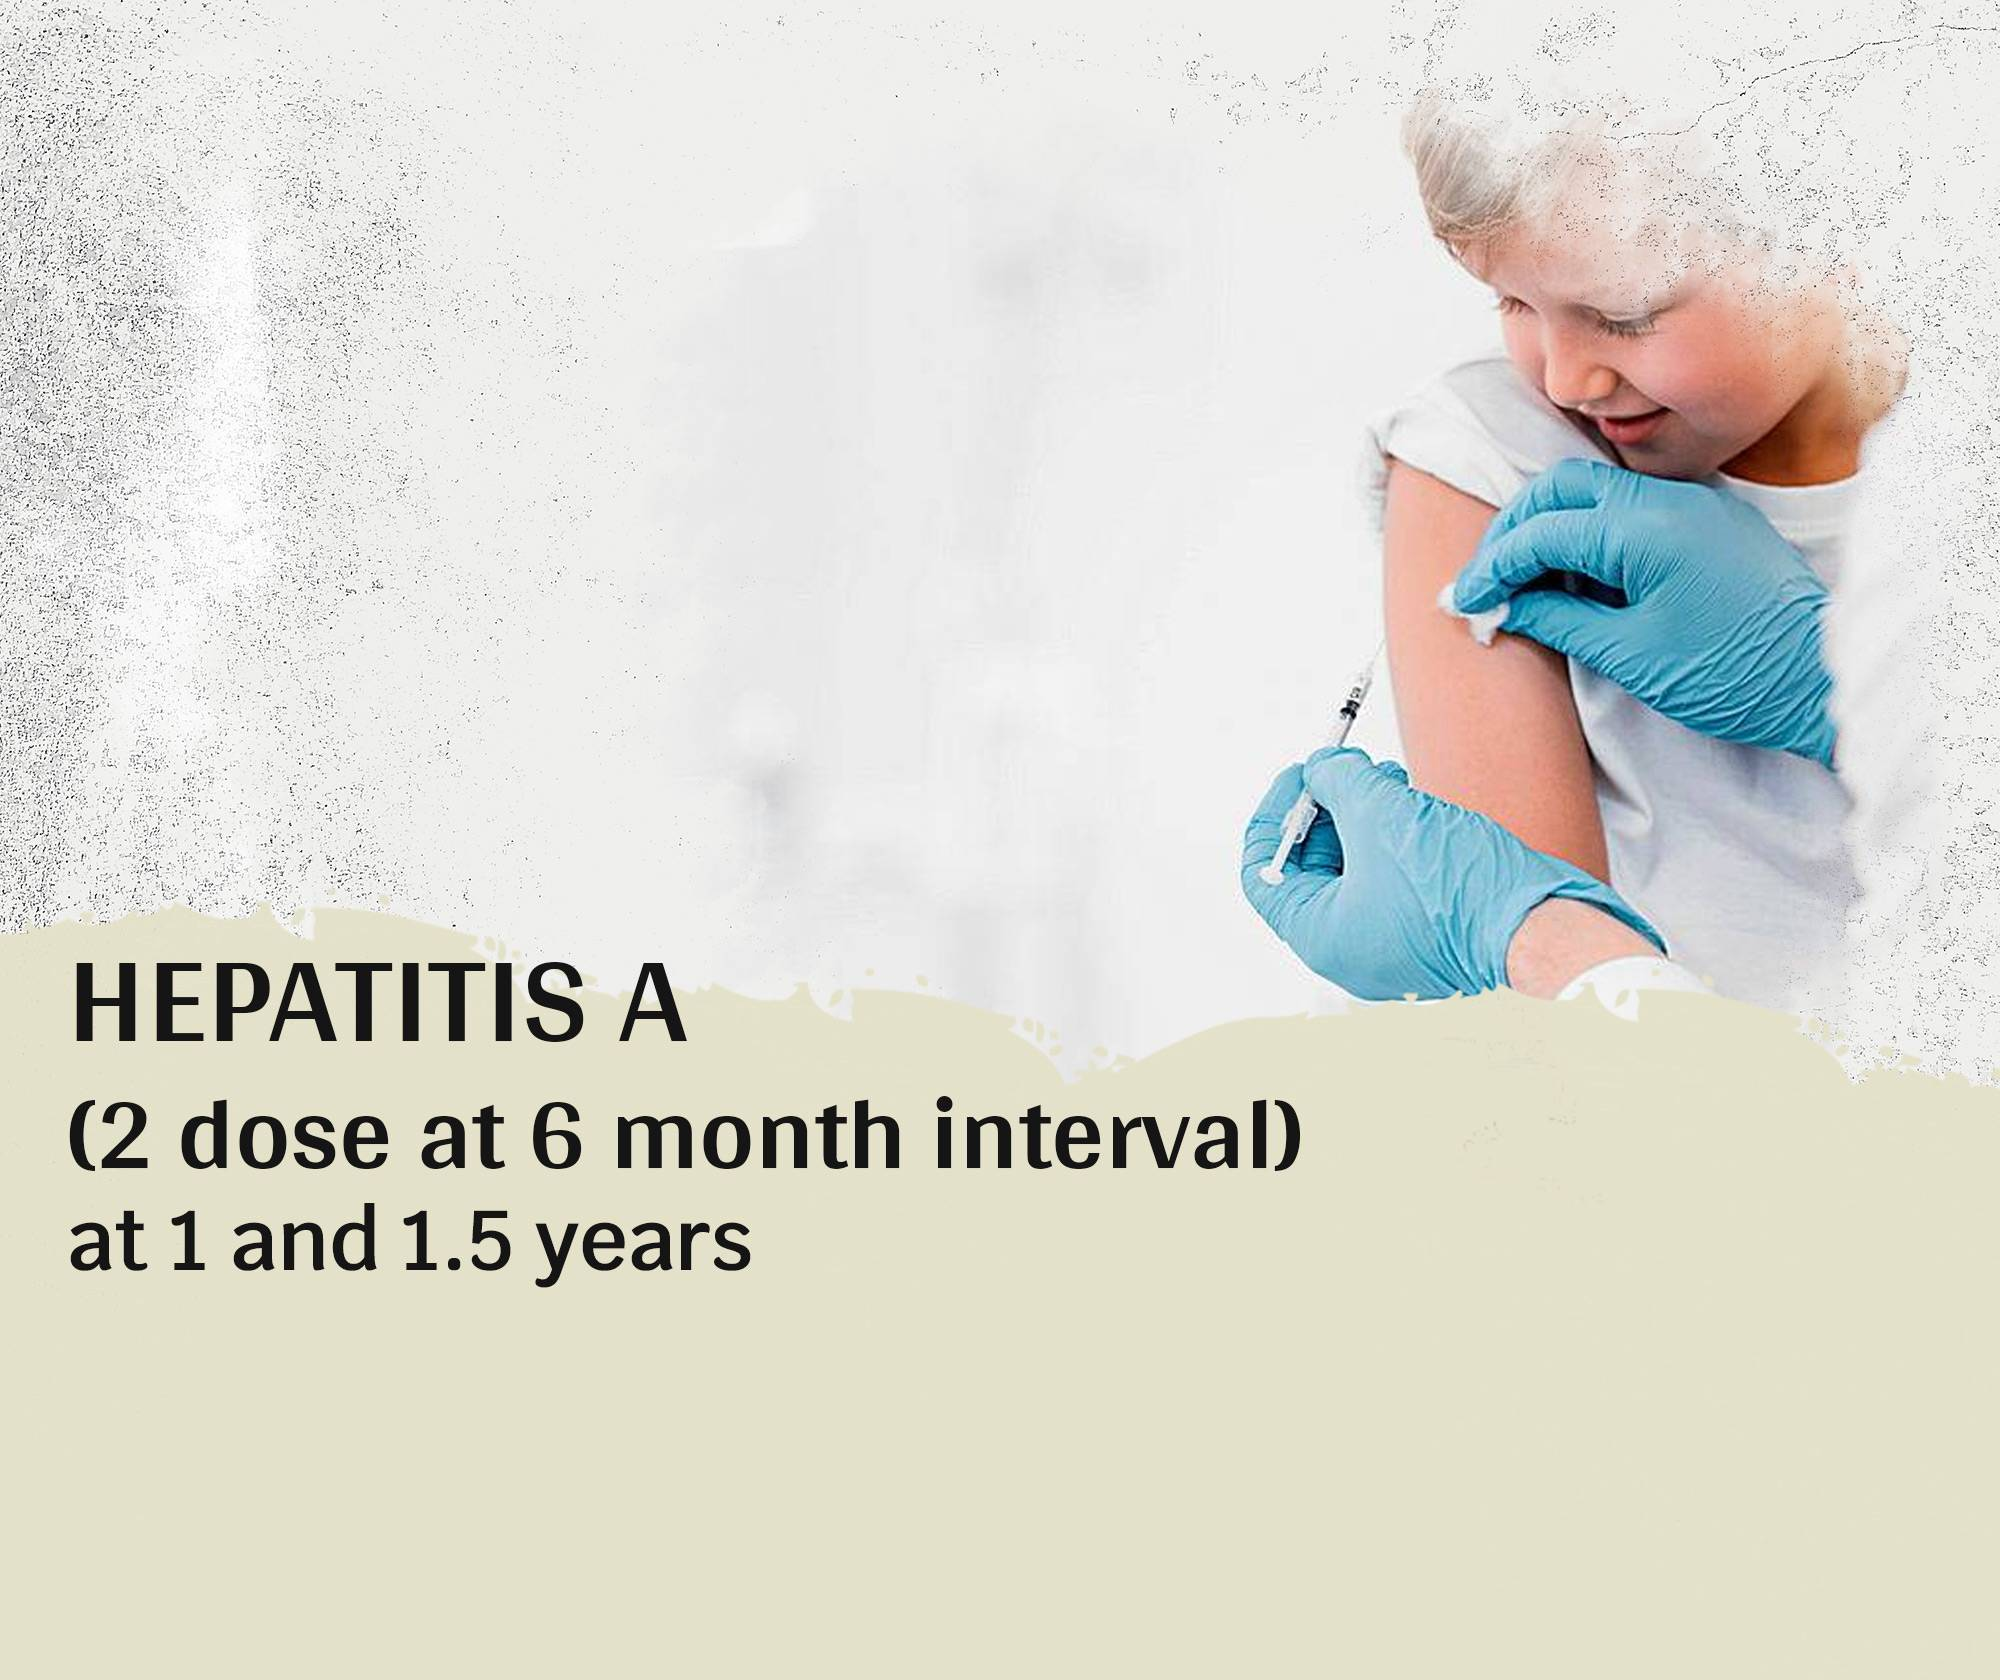 HEPATITIS A
(2 dose at 6 month interval)
at 1 and 1.5 years